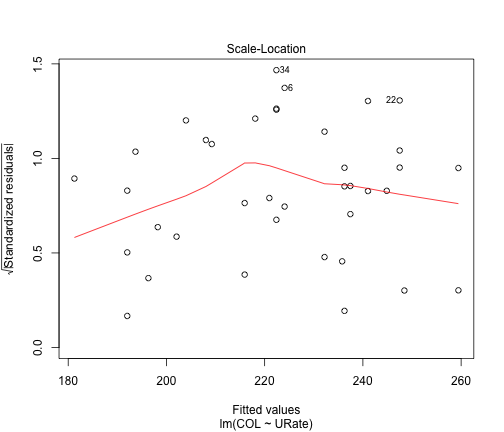 Scale-Location
√|Standardized residuals|
1.5
1.0
0.5
0.0
34
6
22
180 200 220 240 260
Fitted values
lm(COL ~ URate)